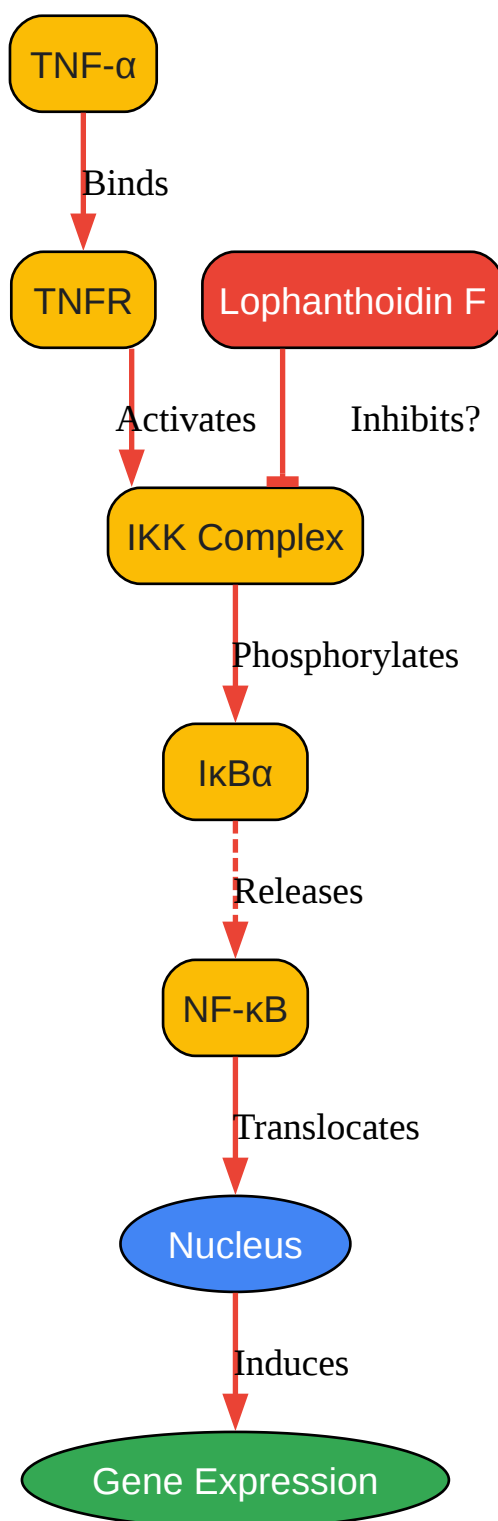 TNF-α
Binds
TNFR
Lophanthoidin F
Activates
Inhibits?
IKK Complex
Phosphorylates
IκBα
Releases
NF-κB
Translocates
Nucleus
Induces
Gene Expression